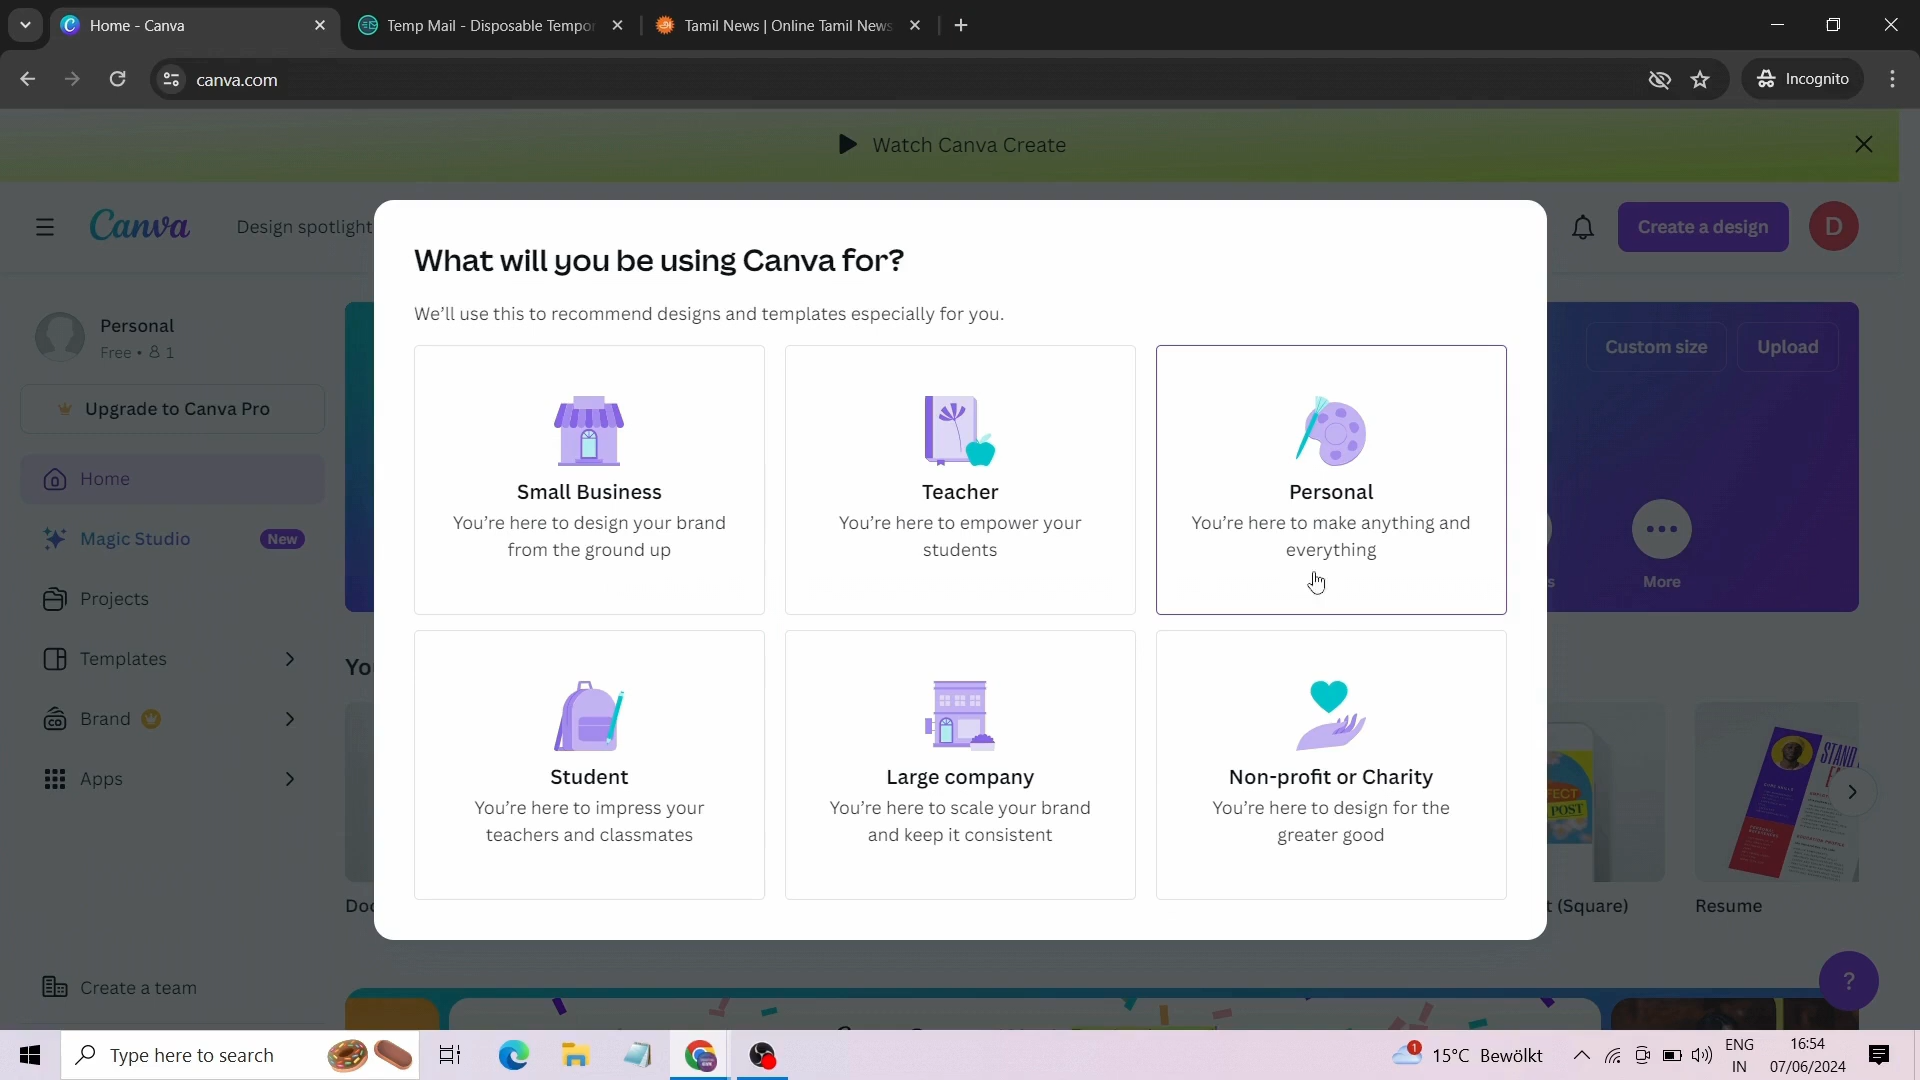 Home - Canva
Temp Mail - Disposable Tempor
Tamil News | Online Tamil News
canva.com
Incognito
Watch Canva Create
Canva
Design spotlight
Create a design
D
What will you be using Canva for?
We'll use this to recommend designs and templates especially for you.
Personal
Free • 1
Custom size
Upload
Upgrade to Canva Pro
Home
Magic Studio
New
Projects
Templates
Brand
Apps
Create a team
Small Business
You're here to design your brand
from the ground up
Teacher
You're here to empower your
students
Personal
You're here to make anything and
everything
s
More
Student
You're here to impress your
teachers and classmates
Large company
You're here to scale your brand
and keep it consistent
Non-profit or Charity
You're here to design for the
greater good
Yo
Doc
t (Square)
Resume
POST
?
Type here to search
1
15°C Bewölkt
ENG
IN
16:54
07/06/2024